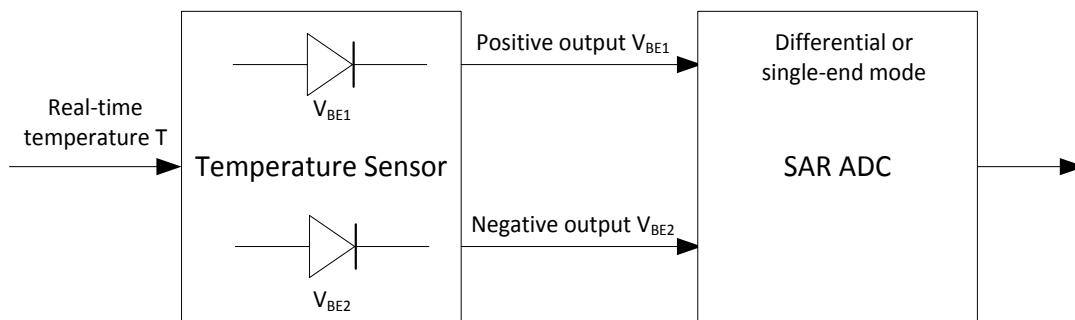 Real-time
temperature T
V_BE1
Temperature Sensor
V_BE2
Positive output V_BE1
Negative output V_BE2
Differential or
single-end mode
SAR ADC